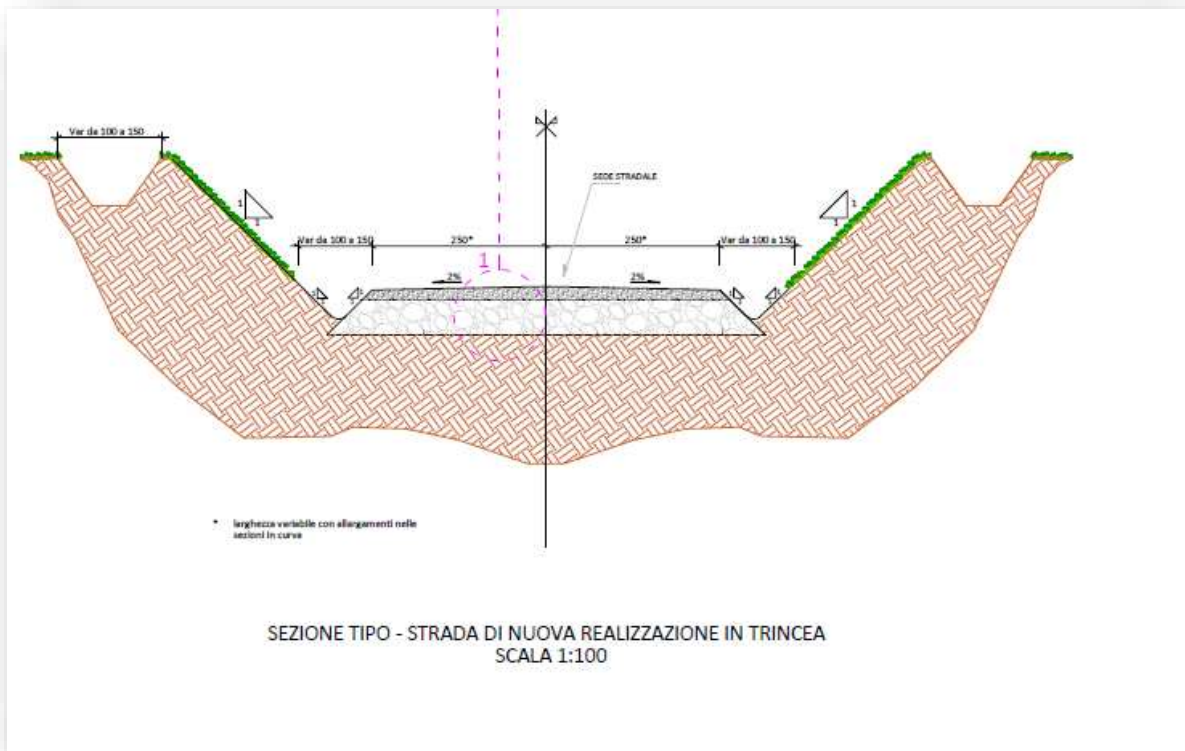 Var da 100 a 150
SEDE STRADALE
1
1
1
1
Var da 100 a 150
250*
250*
Var da 100 a 150
1
2%
2%
* larghezza variabile con allargamenti nelle
sezioni in curva
SEZIONE TIPO - STRADA DI NUOVA REALIZZAZIONE IN TRINCEA
SCALA 1:100